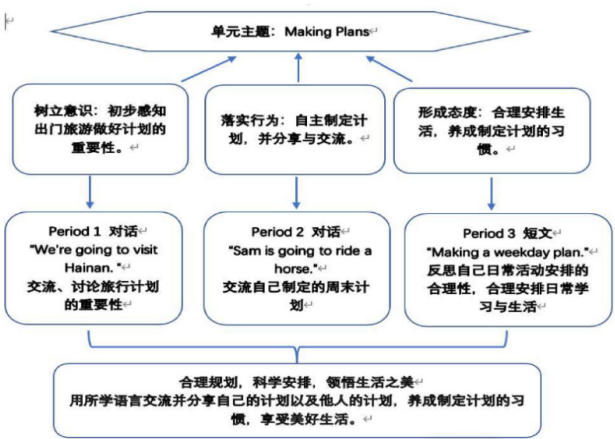 单元主题：Making Plans
树立意识：初步感知
出门旅游做好计划的
重要性。
落实行为：自主制定计
划，并分享与交流。
形成态度：合理安排生
活，养成制定计划的习
惯。
Period 1 对话
“We're going to visit
Hainan. ”
交流、讨论旅行计划
的重要性
Period 2 对话
“Sam is going to ride a
horse.”
交流自己制定的周末计
划
Period 3 短文
“Making a weekday plan.”
反思自己日常活动安排的
合理性，合理安排日常学
习与生活
合理规划，科学安排，领悟生活之美
用所学语言交流并分享自己的计划以及他人的计划，养成制定计划的习
惯，享受美好生活。